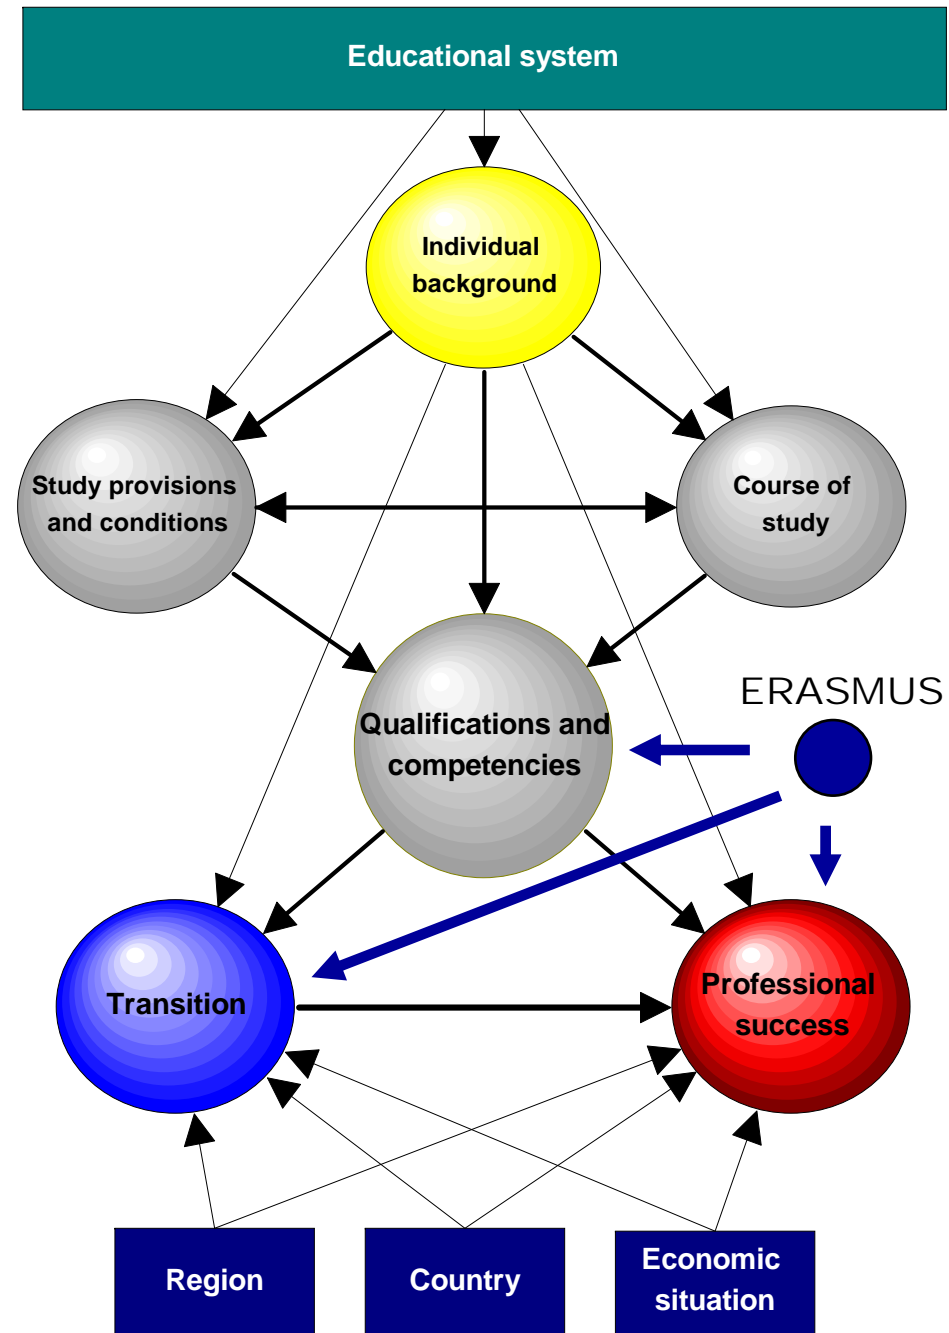 Educational system
Individual
background
Study provisions
and conditions
Course of
study
ERASMUS
Qualifications and
competencies
Transition
Professional
success
Region
Country
Economic
situation